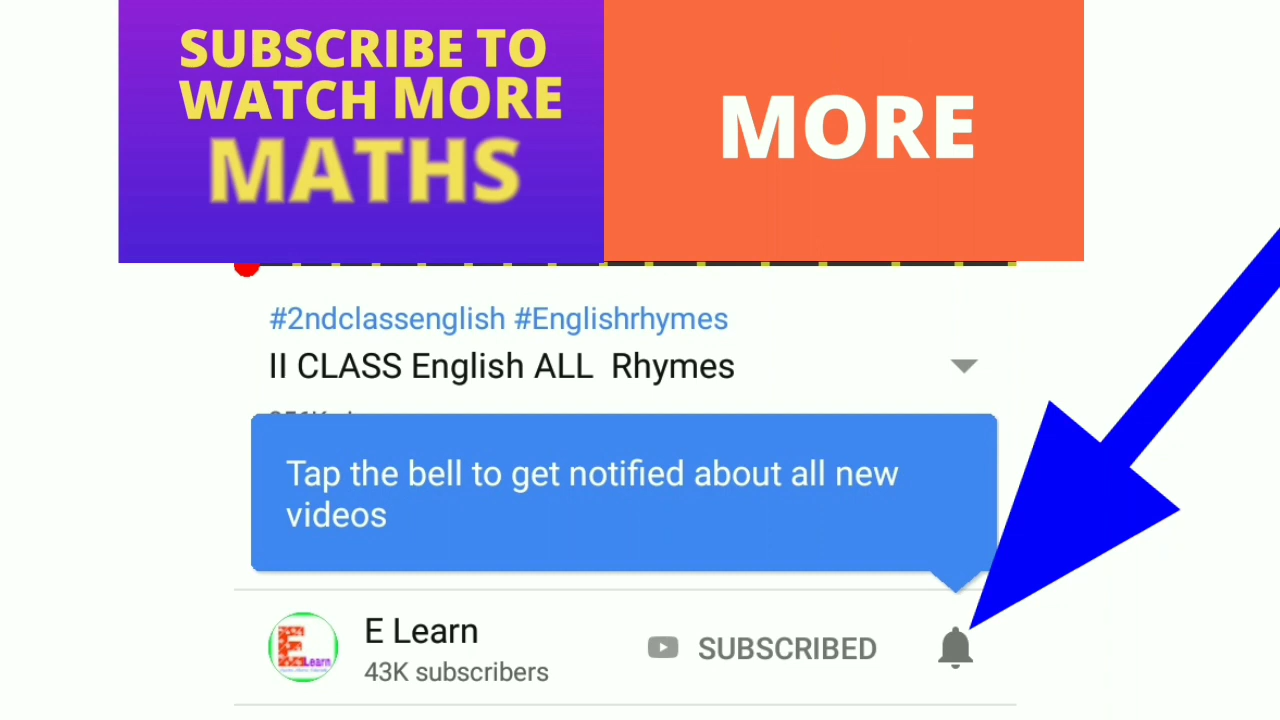 SUBSCRIBE TO
WATCH MORE
MATHS
MORE
#2ndclassenglish #Englishrhymes
II CLASS English ALL Rhymes
Tap the bell to get notified about all new
videos
E Learn
E Learn
43K subscribers
SUBSCRIBED